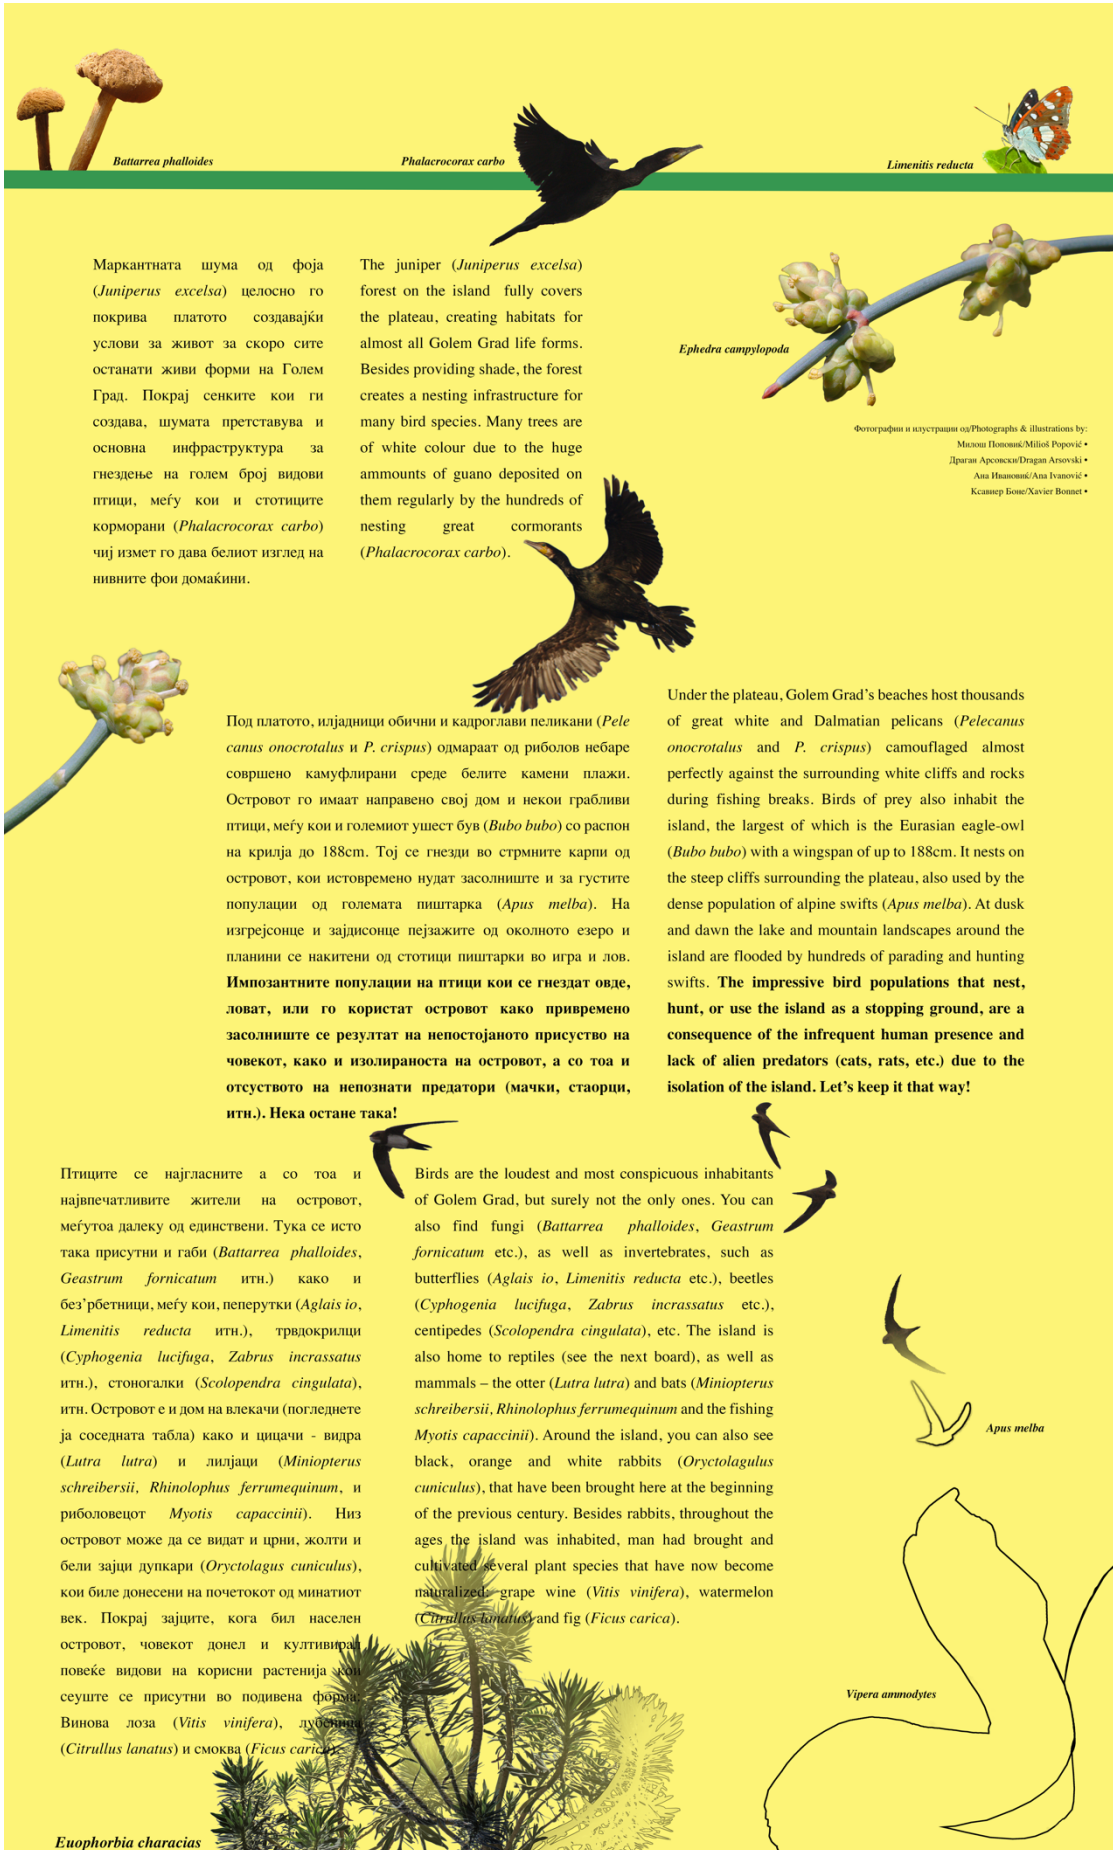 Battarrea phalloides
Phalacrocorax carbo
Limenitis reducta
Маркантната шума од фоја
(Juniperus excelsa) целосно го
покрива платото создавајќи
услови за живот за скоро сите
останати живи форми на Голем
Град. Покрај сенките кои ги
создава, шумата претставува и
основна инфраструктура за
гнездење на голем број видови
птици, меѓу кои и стотиците
корморани (Phalacrocorax carbo)
чиј измет го дава белиот изглед на
нивните фои домаќини.
The juniper (Juniperus excelsa)
forest on the island fully covers
the plateau, creating habitats for
almost all Golem Grad life forms.
Besides providing shade, the forest
creates a nesting infrastructure for
many bird species. Many trees are
of white colour due to the huge
ammounts of guano deposited on
them regularly by the hundreds of
nesting great cormorants
(Phalacrocorax carbo).
Ephedra campylopoda
Фотографии и илустрации од/Photographs & illustrations by:
Милош Поповиќ/Milioš Popović •
Драган Арсовски/Dragan Arsovski •
Ана Ивановиќ/Ana Ivanović •
Ксавиер Боне/Xavier Bonnet •
Под платото, илјадници обични и кадроглави пеликани (Pele
canus onocrotalus и P. crispus) одмараат од риболов небаре
совршено камуфлирани среде белите камени плажи.
Островот го имаат направено свој дом и некои грабливи
птици, меѓу кои и големиот ушест був (Bubo bubo) со распон
на крилја до 188cm. Тој се гнезди во стрмните карпи од
островот, кои истовремено нудат засолниште и за густите
популации од големата пиштарка (Apus melba). На
изгрејсонце и зајдисонце пејзажите од околното езеро и
планини се накитени од стотици пиштарки во игра и лов.
Импозантните популации на птици кои се гнездат овде,
ловат, или го користат островот како привремено
засолниште се резултат на непостојаното присуство на
човекот, како и изолираноста на островот, а со тоа и
отсуството на непознати предатори (мачки, стаорци,
итн.). Нека остане така!
Under the plateau, Golem Grad’s beaches host thousands
of great white and Dalmatian pelicans (Pelecanus
onocrotalus and P. crispus) camouflaged almost
perfectly against the surrounding white cliffs and rocks
during fishing breaks. Birds of prey also inhabit the
island, the largest of which is the Eurasian eagle-owl
(Bubo bubo) with a wingspan of up to 188cm. It nests on
the steep cliffs surrounding the plateau, also used by the
dense population of alpine swifts (Apus melba). At dusk
and dawn the lake and mountain landscapes around the
island are flooded by hundreds of parading and hunting
swifts. The impressive bird populations that nest,
hunt, or use the island as a stopping ground, are a
consequence of the infrequent human presence and
lack of alien predators (cats, rats, etc.) due to the
isolation of the island. Let’s keep it that way!
Птиците се најгласните а со тоа и
највпечатливите жители на островот,
меѓутоа далеку од единствени. Тука се исто
така присутни и габи (Battarrea phalloides,
Geastrum fornicatum итн.) како и
без’рбетници, меѓу кои, пеперутки (Aglais io,
Limenitis reducta итн.), трвдокрилци
(Cyphogenia lucifuga, Zabrus incrassatus
итн.), стоногалки (Scolopendra cingulata),
итн. Островот е и дом на влекачи (погледнете
ја соседната табла) како и цицачи - видра
(Lutra lutra) и лилјаци (Miniopterus
schreibersii, Rhinolophus ferrumequinum, и
риболовецот Myotis capaccinii). Низ
островот може да се видат и црни, жолти и
бели зајци дупкари (Oryctolagus cuniculus),
кои биле донесени на почетокот од минатиот
век. Покрај зајците, кога бил населен
островот, човекот донел и култивирал
повеќе видови на корисни растенија кои
сеуште се присутни во подивена форма:
Винова лоза (Vitis vinifera), лубеница
(Citrullus lanatus) и смоква (Ficus carica).
Birds are the loudest and most conspicuous inhabitants
of Golem Grad, but surely not the only ones. You can
also find fungi (Battarrea phalloides, Geastrum
fornicatum etc.), as well as invertebrates, such as
butterflies (Aglais io, Limenitis reducta etc.), beetles
(Cyphogenia lucifuga, Zabrus incrassatus etc.),
centipedes (Scolopendra cingulata), etc. The island is
also home to reptiles (see the next board), as well as
mammals – the otter (Lutra lutra) and bats (Miniopterus
schreibersii, Rhinolophus ferrumequinum and the fishing
Myotis capaccinii). Around the island, you can also see
black, orange and white rabbits (Oryctolagulus
cuniculus), that have been brought here at the beginning
of the previous century. Besides rabbits, throughout the
ages the island was inhabited, man had brought and
cultivated several plant species that have now become
naturalized: grape wine (Vitis vinifera), watermelon
(Citrullus lanatus) and fig (Ficus carica).
Apus melba
Vipera ammodytes
Euophorbia characias